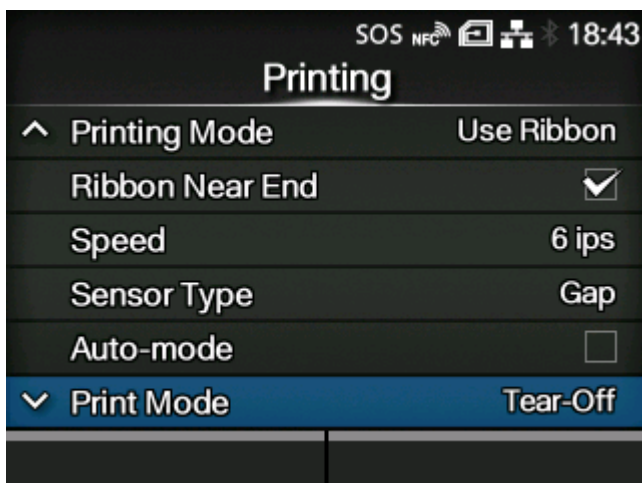 SOS NFC 18:43
Printing
Printing Mode Use Ribbon
Ribbon Near End
Speed 6 ips
Sensor Type Gap
Auto-mode
Print Mode Tear-Off